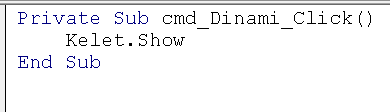 Private Sub cmd_Dinami_Click()
    Kelet.Show
End Sub